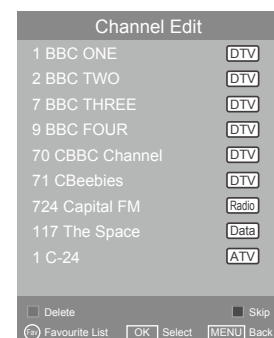 Channel Edit
1 BBC ONE DTV
2 BBC TWO DTV
7 BBC THREE DTV
9 BBC FOUR DTV
70 CBBC Channel DTV
71 CBeebies DTV
724 Capital FM Radio
117 The Space Data
1 C-24 ATV
Delete Skip
Fav Favourite List OK Select MENU Back